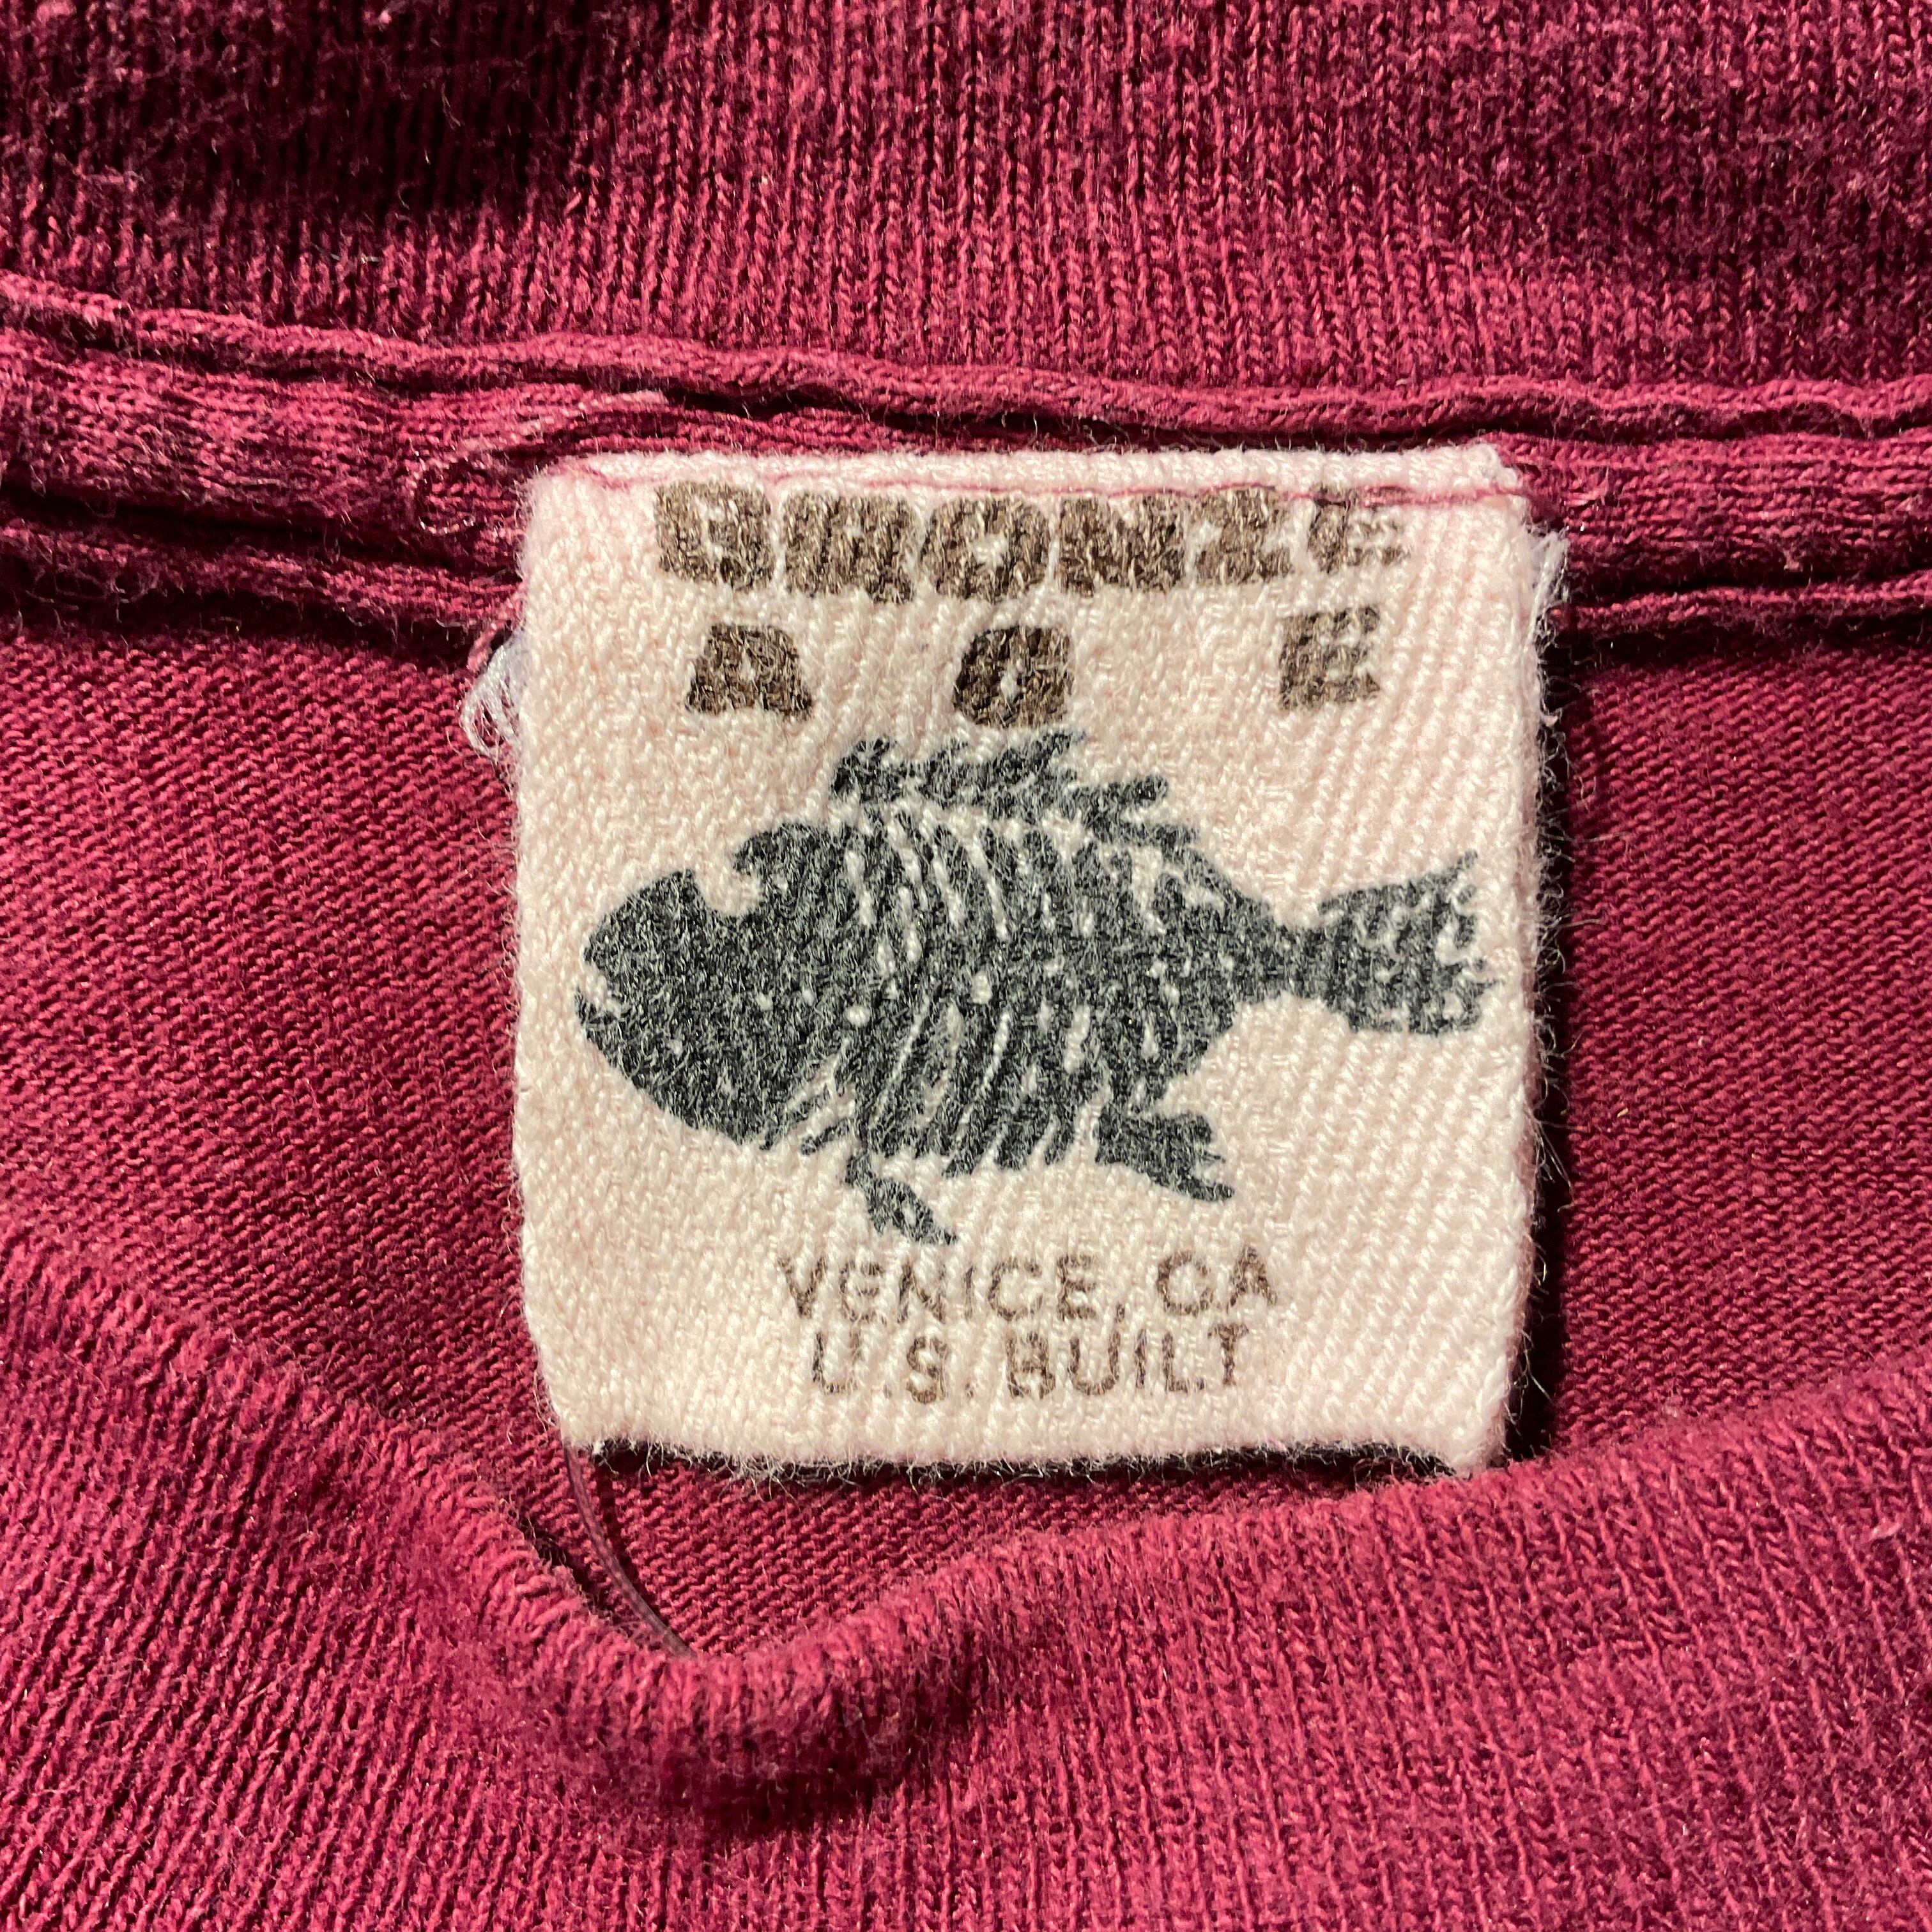 BRONZE
AGE
VENICE, CA
U.S. BUILT